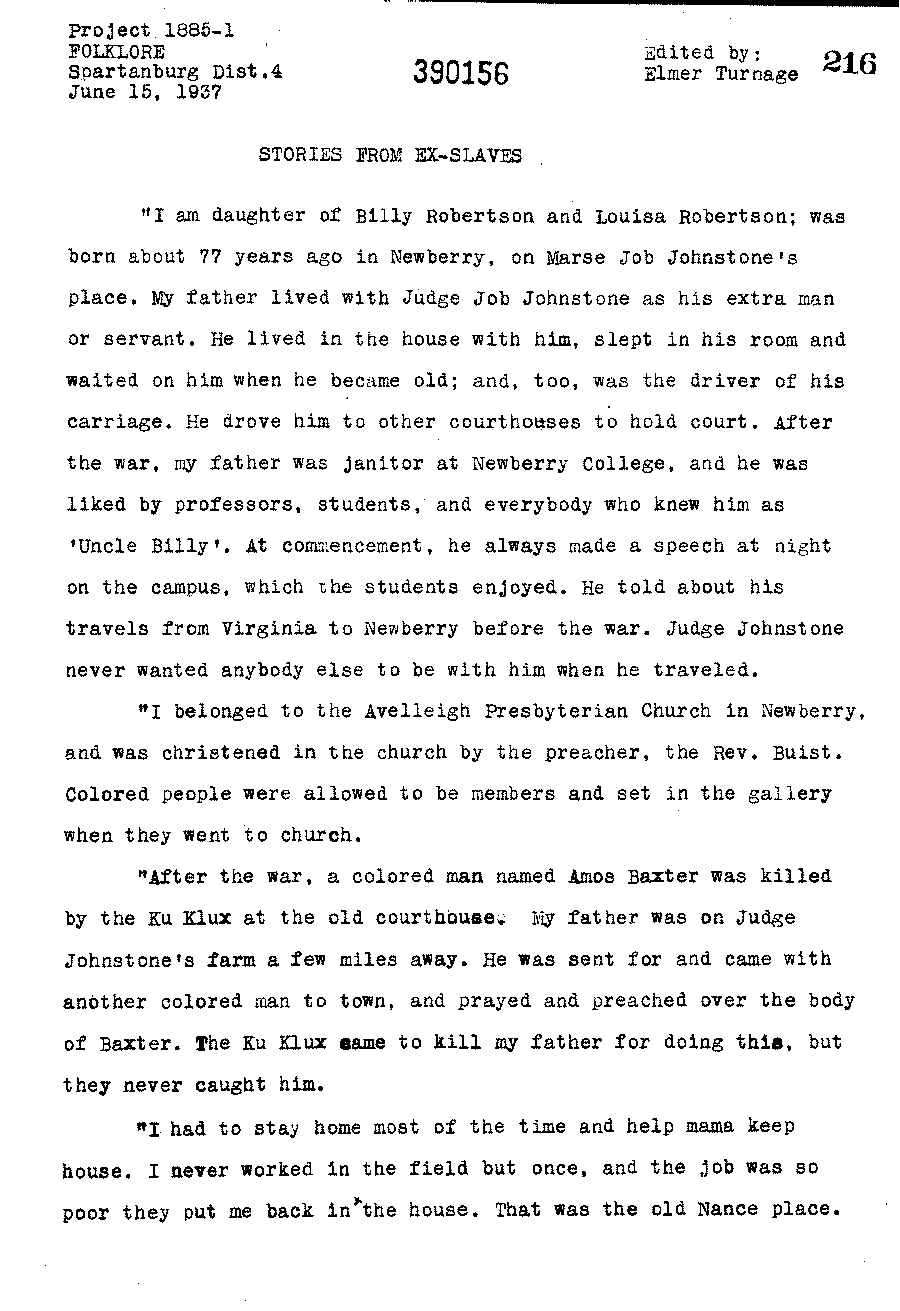 Project 1885-1
FOLKLORE
Spartanburg Dist.4
June 15, 1937
390156
Edited by:
Elmer Turnage
216
STORIES FROM EX-SLAVES
"I am daughter of Billy Robertson and Louisa Robertson; was
born about 77 years ago in Newberry, on Marse Job Johnstone's
place. My father lived with Judge Job Johnstone as his extra man
or servant. He lived in the house with him, slept in his room and
waited on him when he became old; and, too, was the driver of his
carriage. He drove him to other courthouses to hold court. After
the war, my father was janitor at Newberry College, and he was
liked by professors, students, and everybody who knew him as
'Uncle Billy'. At commencement, he always made a speech at night
on the campus, which the students enjoyed. He told about his
travels from Virginia to Newberry before the war. Judge Johnstone
never wanted anybody else to be with him when he traveled.
"I belonged to the Avelleigh Presbyterian Church in Newberry,
and was christened in the church by the preacher, the Rev. Buist.
Colored people were allowed to be members and set in the gallery
when they went to church.
"After the war, a colored man named Amos Baxter was killed
by the Ku Klux at the old courthouse. My father was on Judge
Johnstone's farm a few miles away. He was sent for and came with
another colored man to town, and prayed and preached over the body
of Baxter. The Ku Klux came to kill my father for doing this, but
they never caught him.
"I had to stay home most of the time and help mama keep
house. I never worked in the field but once, and the job was so
poor they put me back in the house. That was the old Nance place.